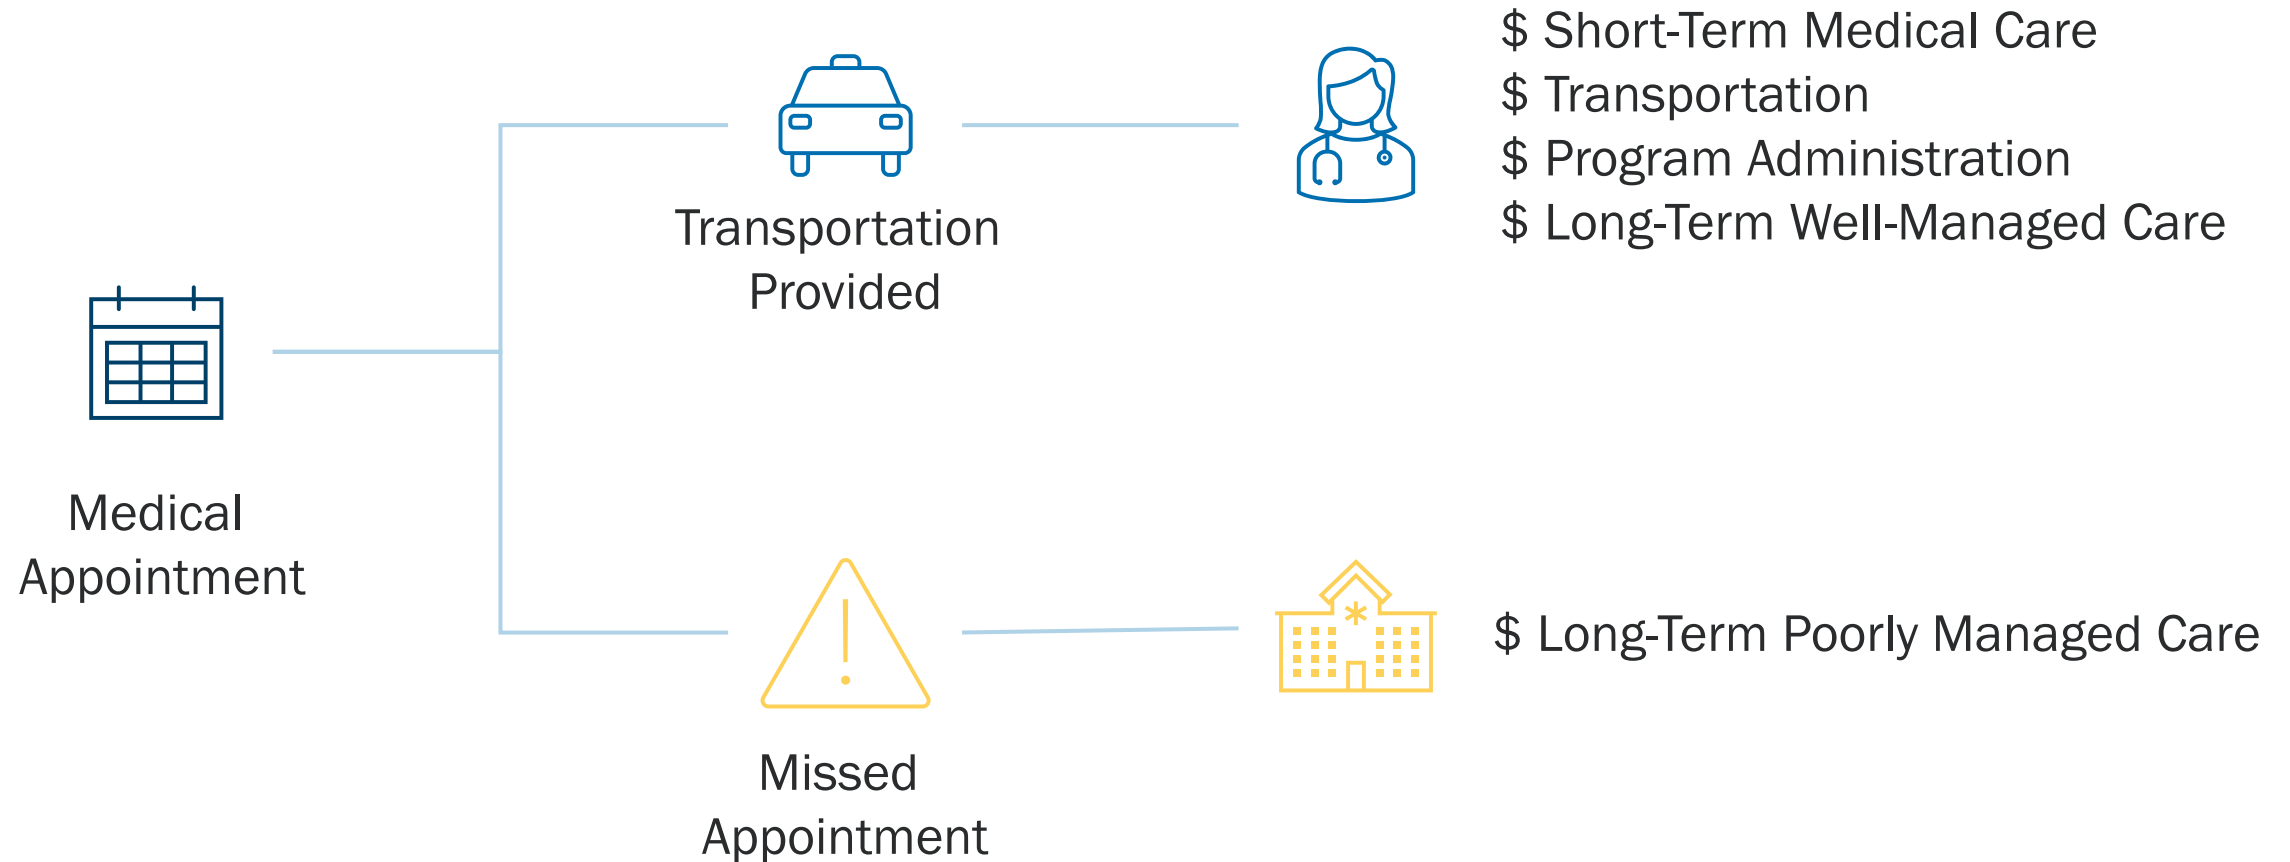 $ Short-Term Medical Care
$ Transportation
$ Program Administration
$ Long-Term Well-Managed Care
Transportation
Provided
Medical
Appointment
$ Long-Term Poorly Managed Care
Missed
Appointment